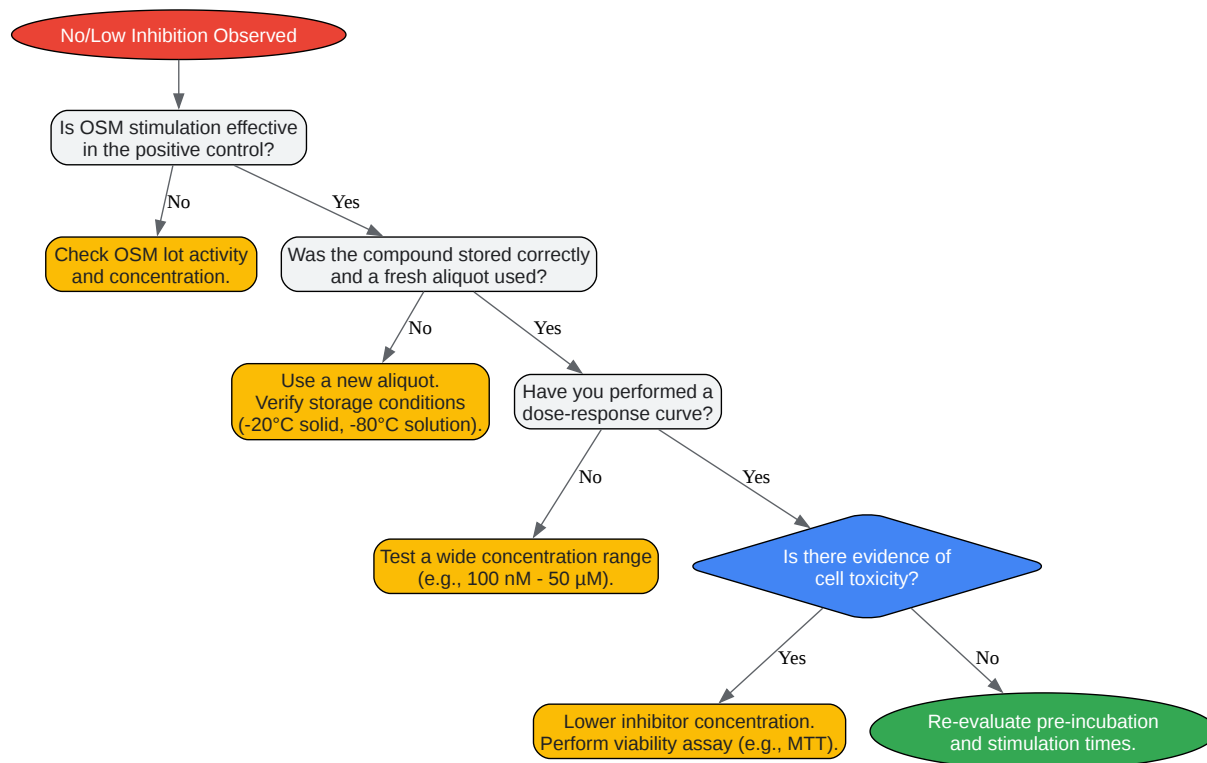 No/Low Inhibition Observed
Is OSM stimulation effective
in the positive control?
No
Yes
Check OSM lot activity
and concentration.
Was the compound stored correctly
and a fresh aliquot used?
No
Yes
Use a new aliquot.
Verify storage conditions
(-20°C solid, -80°C solution).
Have you performed a
dose-response curve?
No
Yes
Test a wide concentration range
(e.g., 100 nM - 50 µM).
Is there evidence of
cell toxicity?
Yes
No
Lower inhibitor concentration.
Perform viability assay (e.g., MTT).
Re-evaluate pre-incubation
and stimulation times.